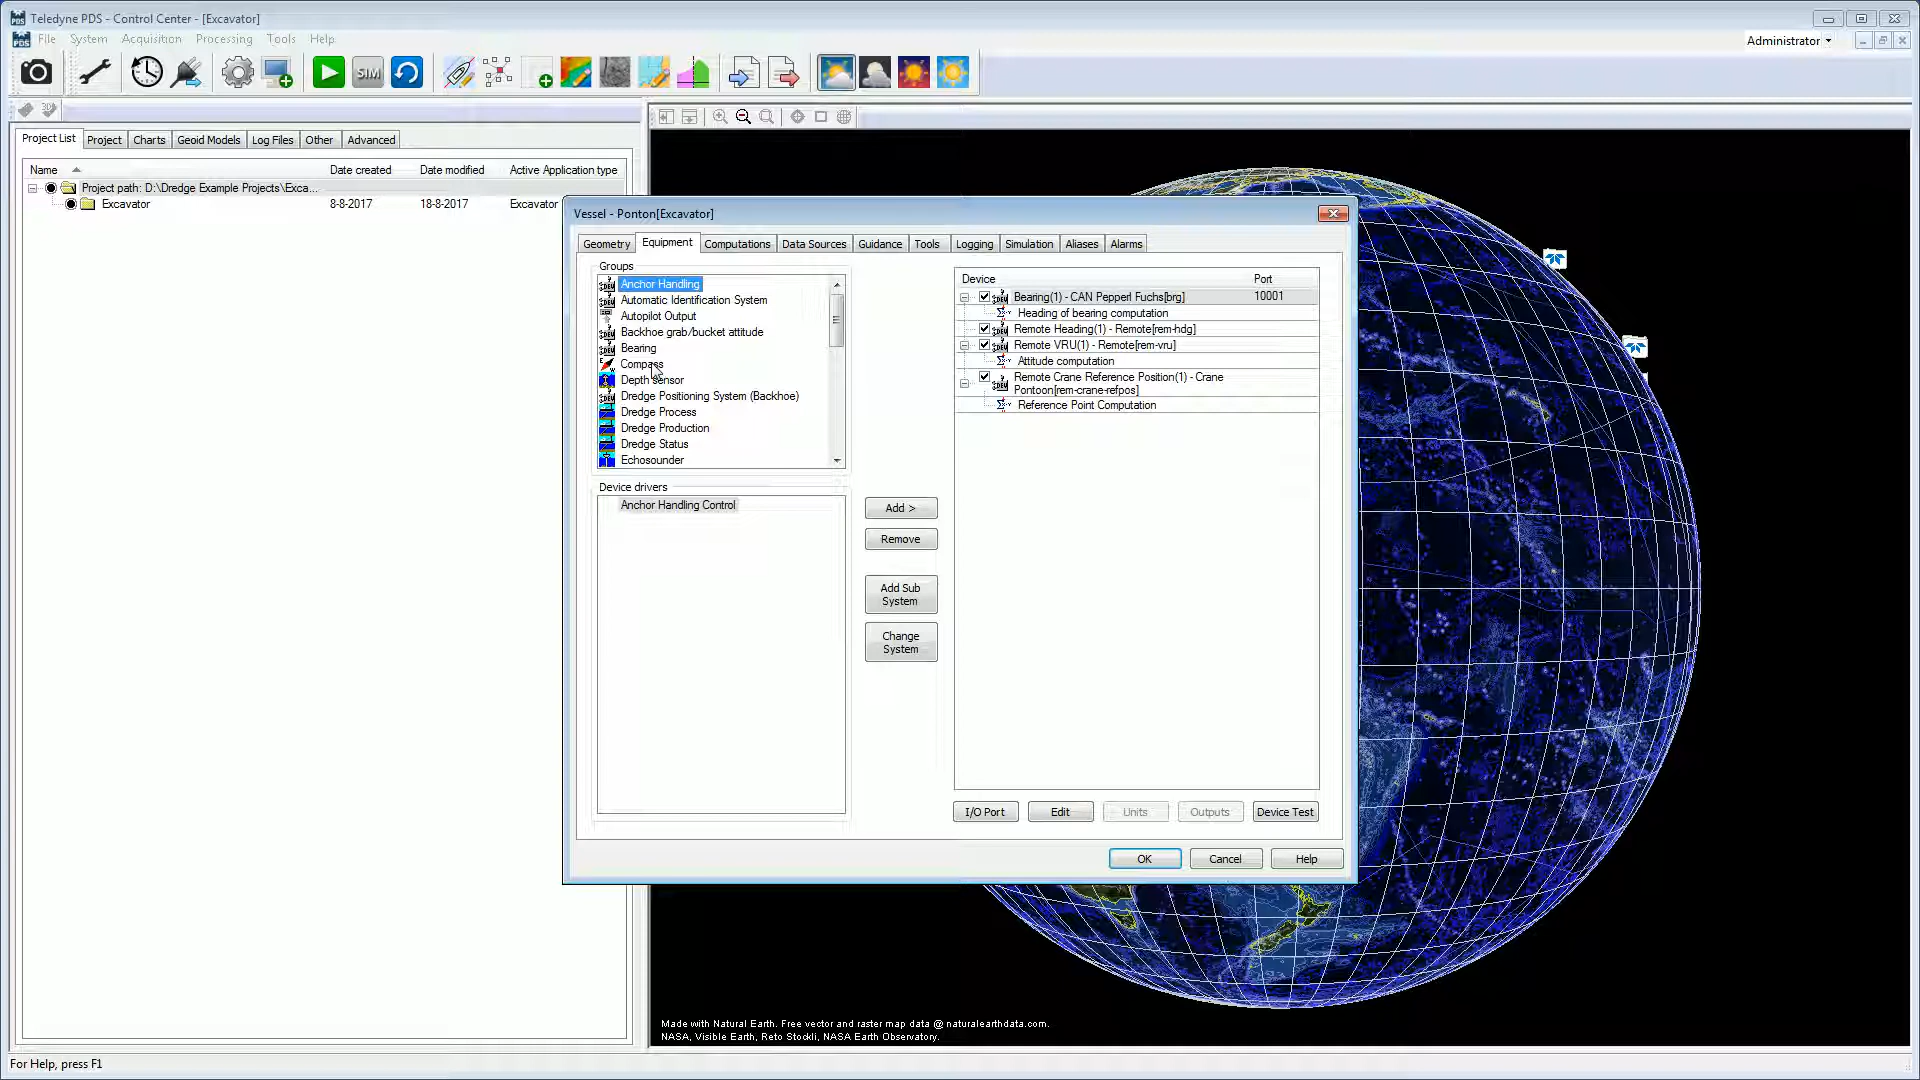 Teledyne PDS - Control Center - [Excavator]
File System Acquisition Processing Tools Help
Administrator
SIM
Project List Project Charts Geoid Models Log Files Other Advanced
Name Date created Date modified Active Application type
Project path: D:\Dredge Example Projects\Exca...
Excavator 8-8-2017 18-8-2017 Excavator
Vessel - Ponton[Excavator]
Geometry Equipment Computations Data Sources Guidance Tools Logging Simulation Aliases Alarms
Groups
Anchor Handling
Automatic Identification System
Autopilot Output
Backhoe grab/bucket attitude
Bearing
Compass
Depth sensor
Dredge Positioning System (Backhoe)
Dredge Process
Dredge Production
Dredge Status
Echosounder
Device drivers
Anchor Handling Control
Add >
Remove
Add Sub
System
Change
System
Device Port
Bearing(1) - CAN Pepperl Fuchs[brg] 10001
Heading of bearing computation
Remote Heading(1) - Remote[rem-hdg]
Remote VRU(1) - Remote[rem-vru]
Attitude computation
Remote Crane Reference Position(1) - Crane
Pontoon[rem-crane-refpos]
Reference Point Computation
I/O Port Edit Units Outputs Device Test
OK Cancel Help
Made with Natural Earth. Free vector and raster map data @ naturalearthdata.com.
NASA, Visible Earth, Reto Stockli, NASA Earth Observatory.
For Help, press F1